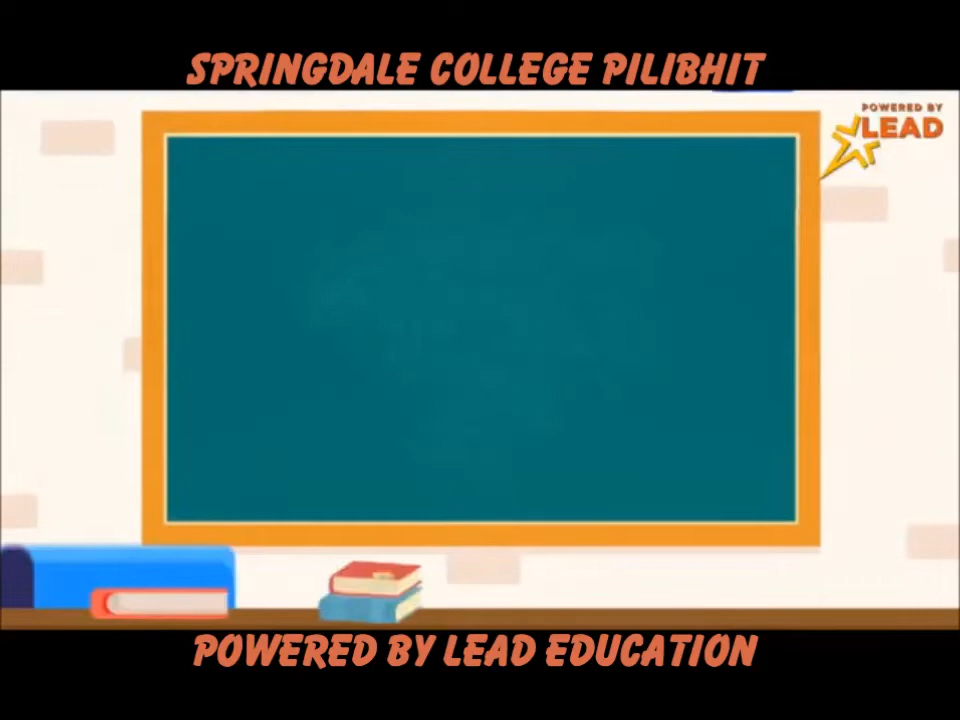 SPRINGDALE COLLEGE PILIBHIT
POWERED BY
LEAD
POWERED BY LEAD EDUCATION